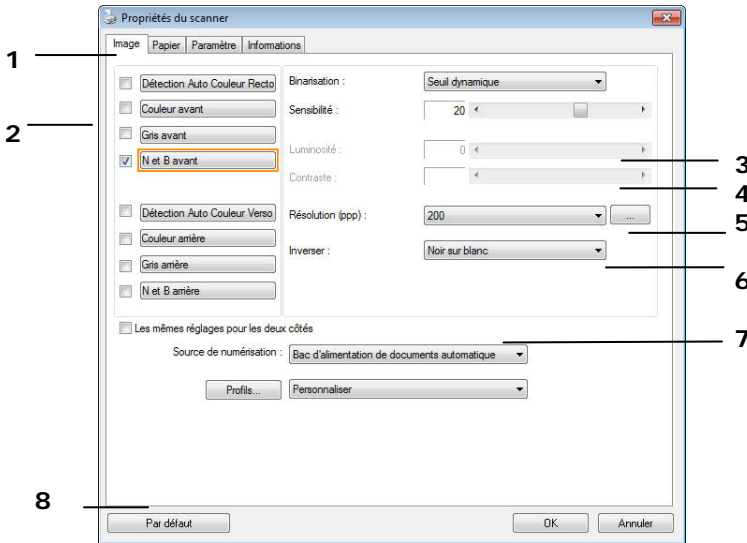 Propriétés du scanner
Image Papier Paramètre Informations
1
Détection Auto Couleur Recto Binarisation : Seuil dynamique
Couleur avant Sensibilité : 20
2
Gris avant
Luminosité : 0
N et B avant
3
Contraste :
4
Détection Auto Couleur Verso Résolution (ppp) : 200 ...
5
Couleur arrière
Inverser : Noir sur blanc
Gris arrière
6
N et B arrière
Les mêmes réglages pour les deux côtés
7
Source de numérisation : Bac d'alimentation de documents automatique
Profils... Personnaliser
8
Par défaut OK Annuler